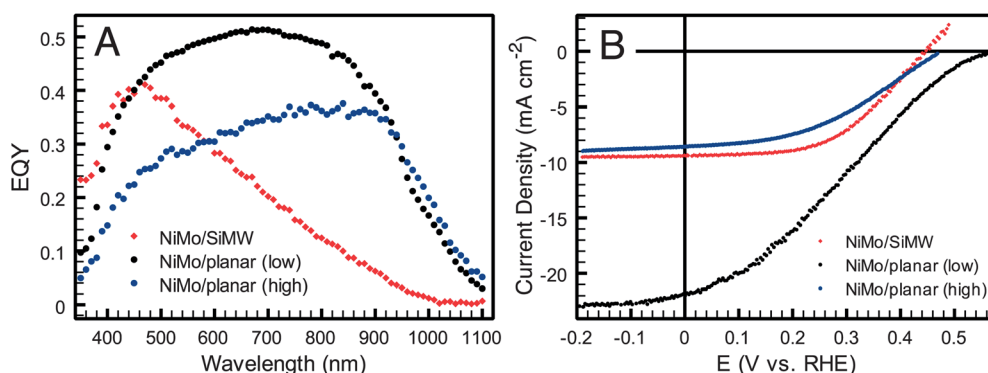 A
EQY
0.5
0.4
0.3
0.2
0.1
0
NiMo/SiMW
NiMo/planar (low)
NiMo/planar (high)
400 500 600 700 800 900 1000 1100
Wavelength (nm)
B
Current Density (mA cm-2)
0
-5
-10
-15
-20
NiMo/SiMW
NiMo/planar (low)
NiMo/planar (high)
-0.2 -0.1 0 0.1 0.2 0.3 0.4 0.5
E (V vs. RHE)